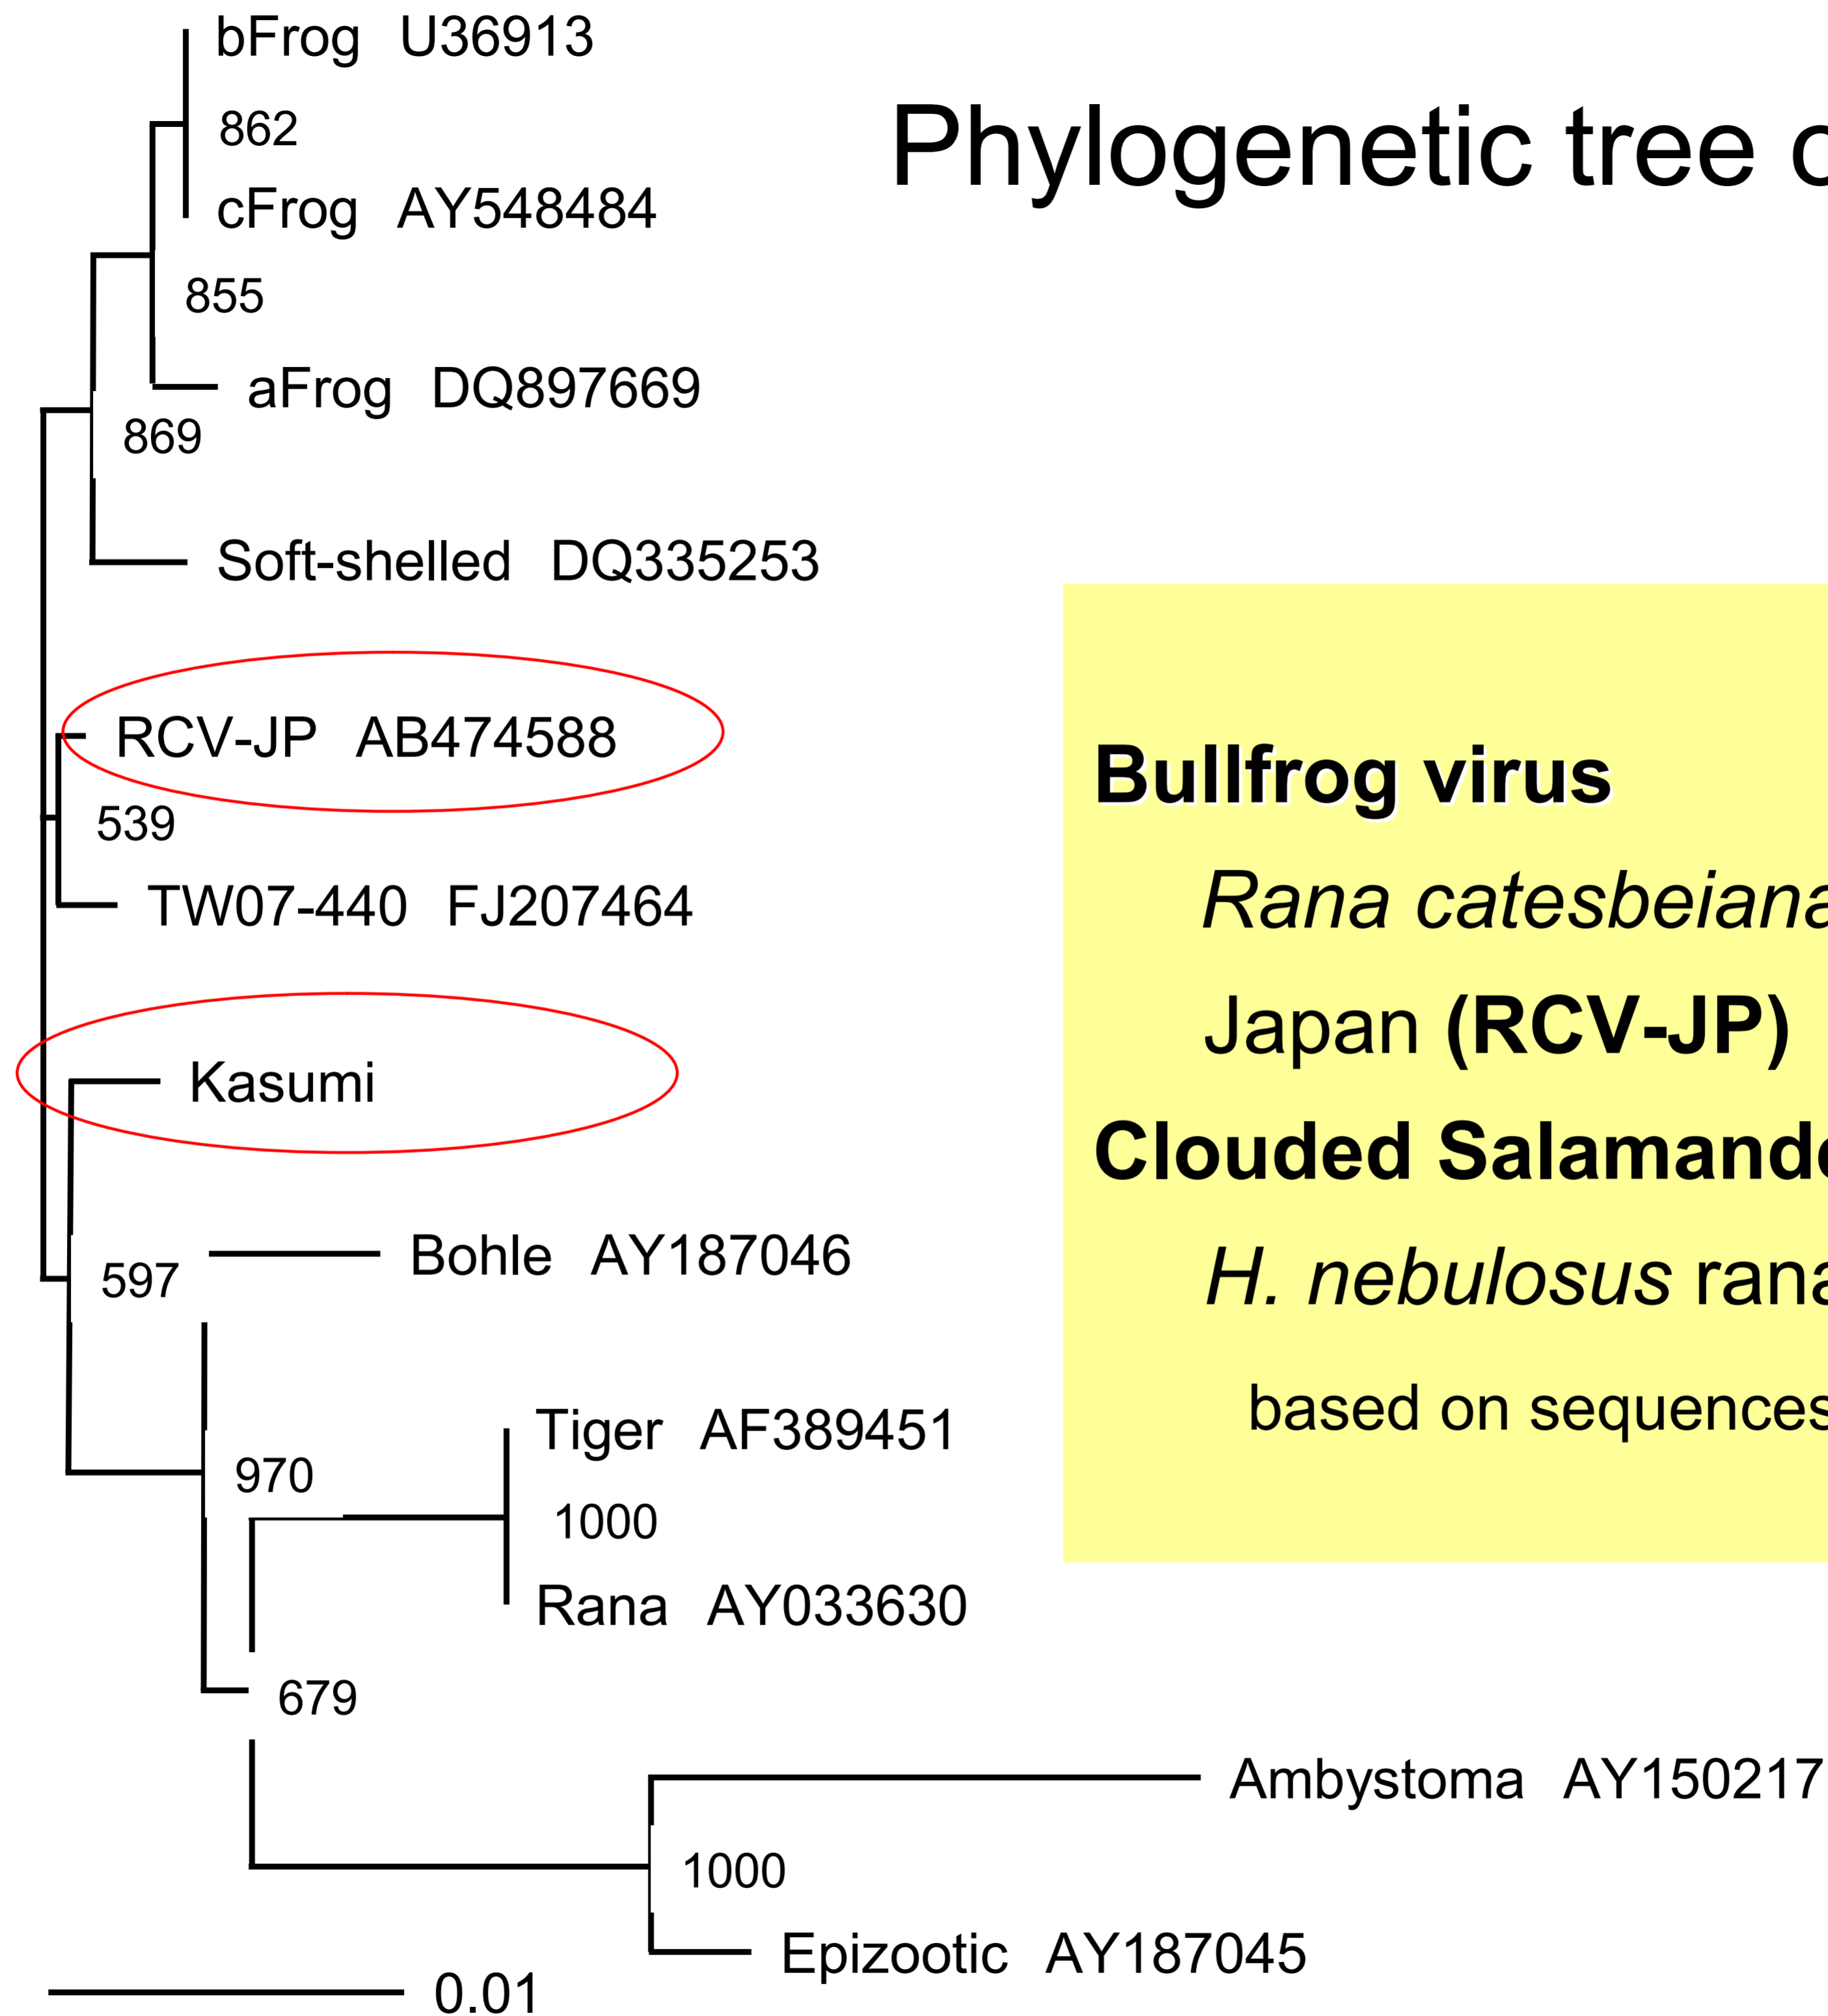 bFrog U36913
862
Phylogenetic tree
cFrog AY548484
855
aFrog DQ897669
869
Soft-shelled DQ335253
RCV-JP AB474588
Bullfrog virus
539
Rana catesbeiana
TW07-440 FJ207464
Japan (RCV-JP)
Kasumi
Clouded
H. nebulosus
Bohle AY187046
597
based on sequences
Tiger AF389451
970
1000
Rana AY033630
679
Ambystoma AY150217
1000
Epizootic AY187045
0.01